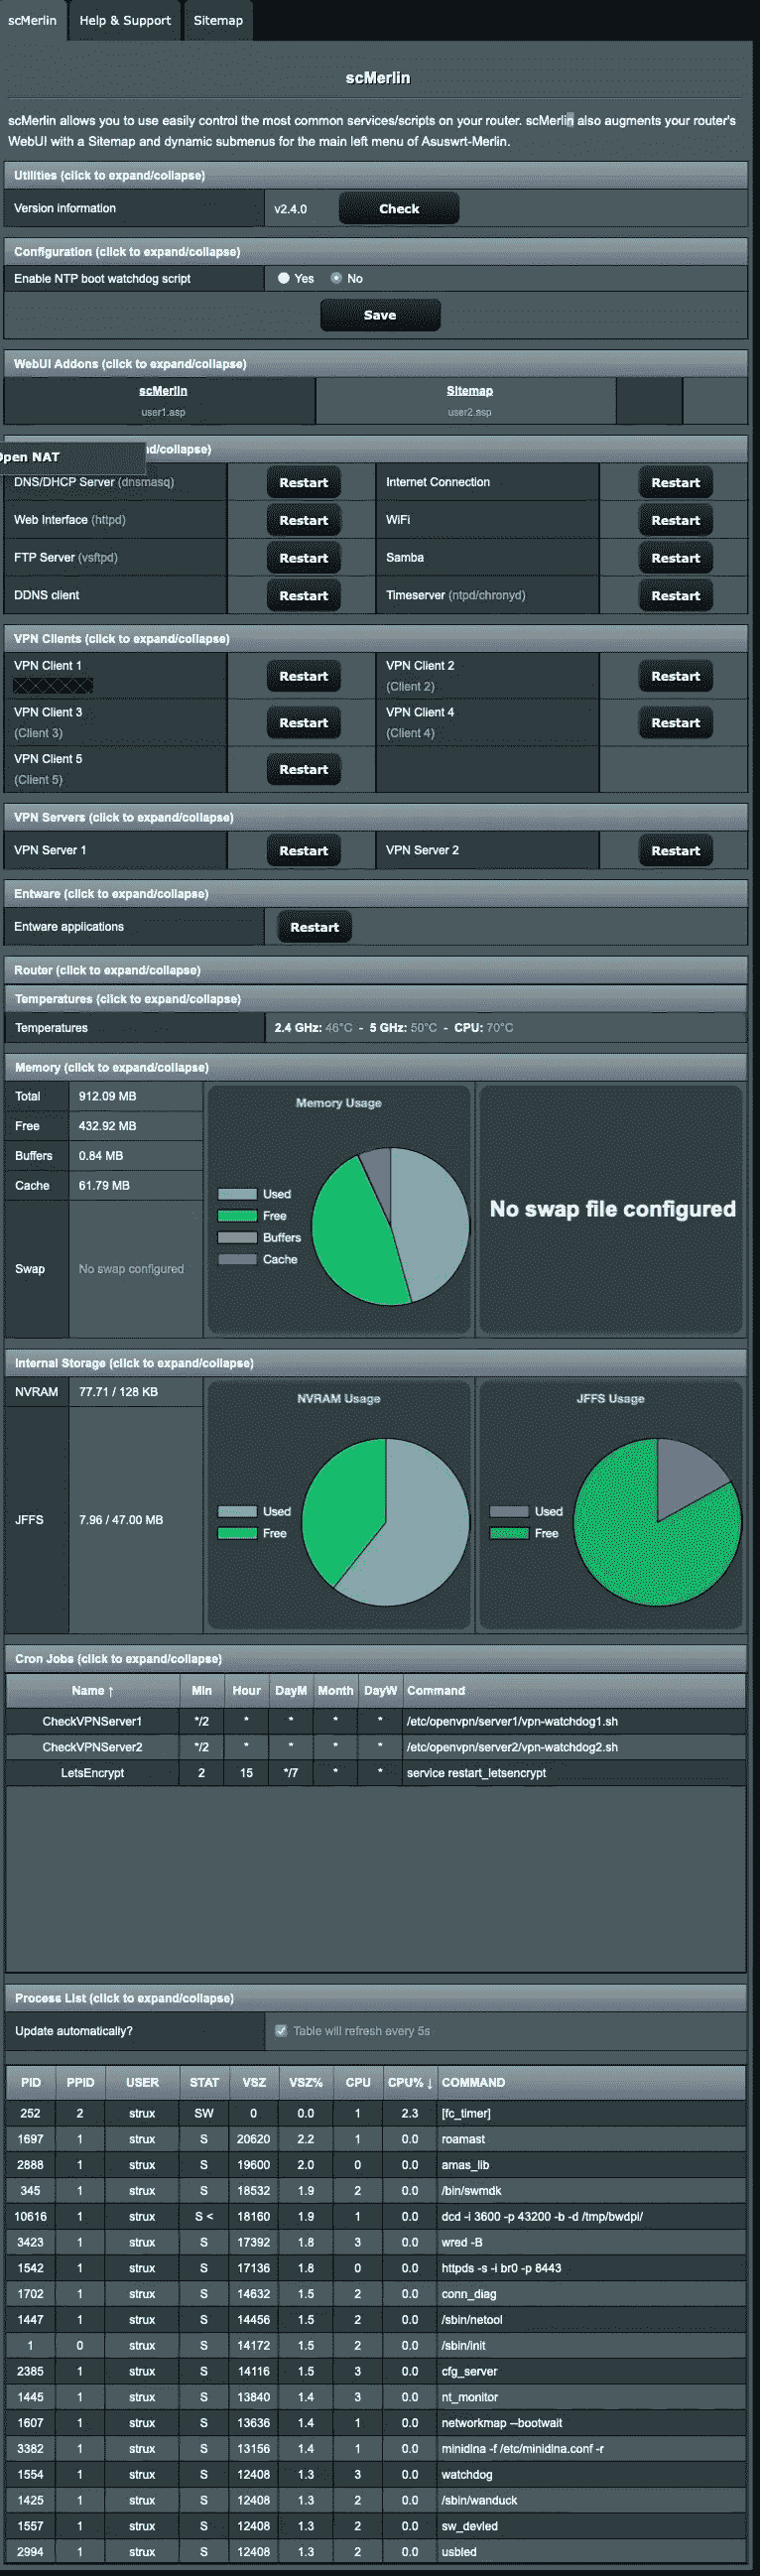 scMerlin Help & Support Sitemap
scMerlin
scMerlin allows you to use easily control the most common services/scripts on your router. scMerlin also augments your router's
WebUI with a Sitemap and dynamic submenus for the main left menu of Asuswrt-Merlin.
Utilities (click to expand/collapse)
Version information v2.4.0 Check
Configuration (click to expand/collapse)
Enable NTP boot watchdog script Yes No
Save
WebUI Addons (click to expand/collapse)
scMerlin Sitemap
user1.asp user2.asp
nd/collapse)
Open NAT
DNS/DHCP Server (dnsmasq) Restart Internet Connection Restart
Web Interface (httpd) Restart WiFi Restart
FTP Server (vsftpd) Restart Samba Restart
DDNS client Restart Timeserver (ntpd/chronyd) Restart
VPN Clients (click to expand/collapse)
VPN Client 1 Restart VPN Client 2 Restart
(Client 2)
VPN Client 3 Restart VPN Client 4 Restart
(Client 3) (Client 4)
VPN Client 5 Restart
(Client 5)
VPN Servers (click to expand/collapse)
VPN Server 1 Restart VPN Server 2 Restart
Entware (click to expand/collapse)
Entware applications Restart
Router (click to expand/collapse)
Temperatures (click to expand/collapse)
Temperatures 2.4 GHz: 46°C - 5 GHz: 50°C - CPU: 70°C
Memory (click to expand/collapse)
Total 912.09 MB
Free 432.92 MB
Buffers 0.84 MB
Cache 61.79 MB
Swap No swap configured
Memory Usage
Used
Free
Buffers
Cache
No swap file configured
Internal Storage (click to expand/collapse)
NVRAM 77.71 / 128 KB
JFFS 7.96 / 47.00 MB
NVRAM Usage
Used
Free
JFFS Usage
Used
Free
Cron Jobs (click to expand/collapse)
Name ↑ Min Hour DayM Month DayW Command
CheckVPNServer1 */2 * * * * /etc/openvpn/server1/vpn-watchdog1.sh
CheckVPNServer2 */2 * * * * /etc/openvpn/server2/vpn-watchdog2.sh
LetsEncrypt 2 15 */7 * * service restart_letsencrypt
Process List (click to expand/collapse)
Update automatically? Table will refresh every 5s
PID PPID USER STAT VSZ VSZ% CPU CPU% ↓ COMMAND
252 2 strux SW 0 0.0 1 2.3 [fc_timer]
1697 1 strux S 20620 2.2 1 0.0 roamast
2888 1 strux S 19600 2.0 0 0.0 amas_lib
345 1 strux S 18532 1.9 2 0.0 /bin/swmdk
10616 1 strux S < 18160 1.9 1 0.0 dcd -i 3600 -p 43200 -b -d /tmp/bwdpi/
3423 1 strux S 17392 1.8 3 0.0 wred -B
1542 1 strux S 17136 1.8 0 0.0 httpds -s -i br0 -p 8443
1702 1 strux S 14632 1.5 2 0.0 conn_diag
1447 1 strux S 14456 1.5 2 0.0 /sbin/netool
1 0 strux S 14172 1.5 2 0.0 /sbin/init
2385 1 strux S 14116 1.5 3 0.0 cfg_server
1445 1 strux S 13840 1.4 3 0.0 nt_monitor
1607 1 strux S 13636 1.4 1 0.0 networkmap --bootwait
3382 1 strux S 13156 1.4 1 0.0 minidlna -f /etc/minidlna.conf -r
1554 1 strux S 12408 1.3 3 0.0 watchdog
1425 1 strux S 12408 1.3 2 0.0 /sbin/wanduck
1557 1 strux S 12408 1.3 2 0.0 sw_devled
2994 1 strux S 12408 1.3 2 0.0 usbled